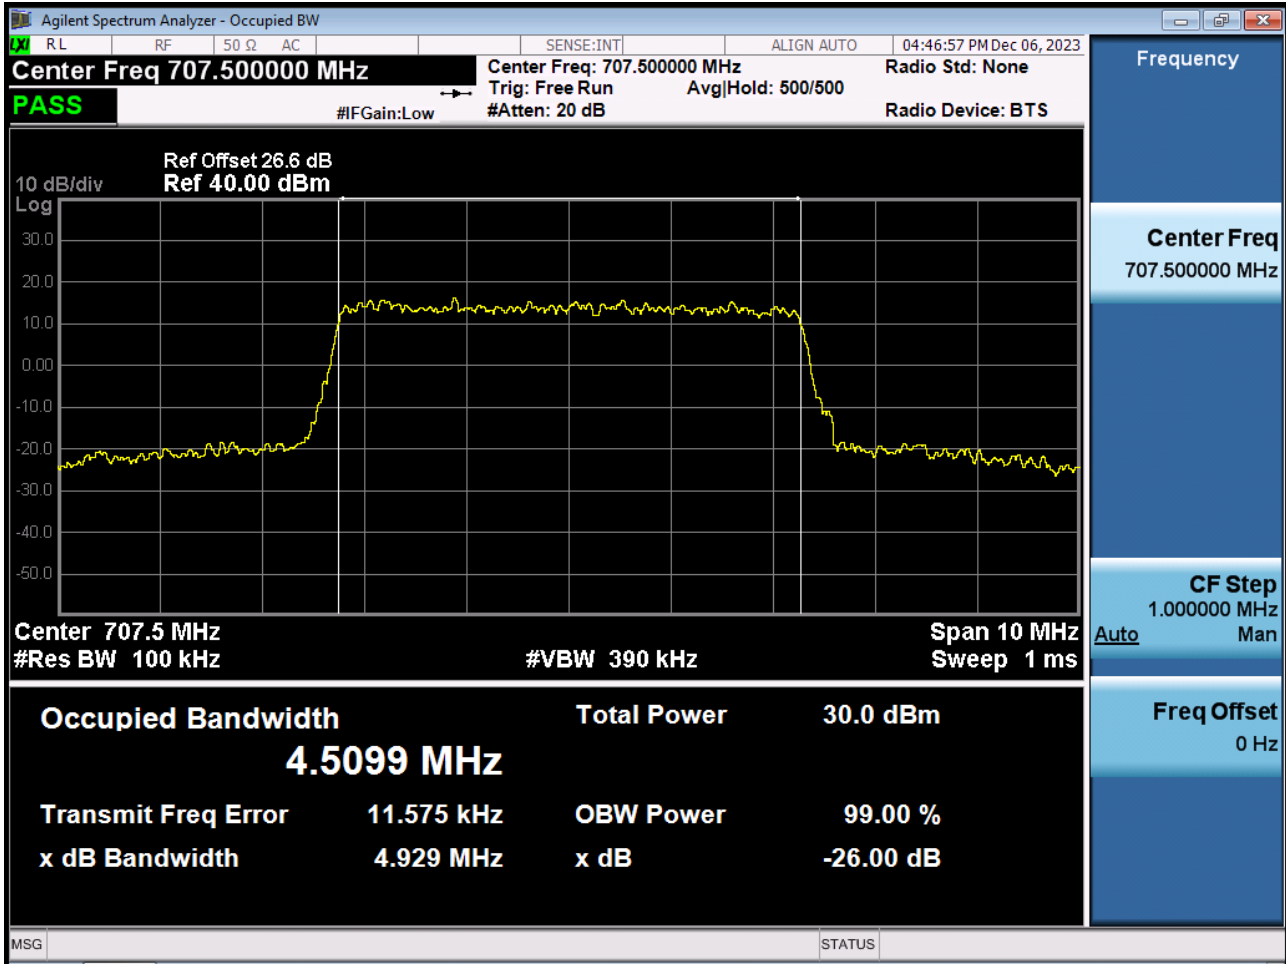 Agilent Spectrum Analyzer - Occupied BW
LXI RL RF 50 Ω AC SENSE:INT ALIGN AUTO 04:46:57 PM Dec 06, 2023
Center Freq 707.500000 MHz
PASS
#IFGain:Low
Center Freq: 707.500000 MHz
Trig: Free Run Avg|Hold: 500/500
#Atten: 20 dB
Radio Std: None
Radio Device: BTS
Ref Offset 26.6 dB
10 dB/div Ref 40.00 dBm
Log
30.0
20.0
10.0
0.00
-10.0
-20.0
-30.0
-40.0
-50.0
Center 707.5 MHz Span 10 MHz
#Res BW 100 kHz #VBW 390 kHz Sweep 1 ms
Occupied Bandwidth Total Power 30.0 dBm
4.5099 MHz
Transmit Freq Error 11.575 kHz OBW Power 99.00 %
x dB Bandwidth 4.929 MHz x dB -26.00 dB
Frequency
Center Freq
707.500000 MHz
CF Step
1.000000 MHz
Auto Man
Freq Offset
0 Hz
MSG STATUS